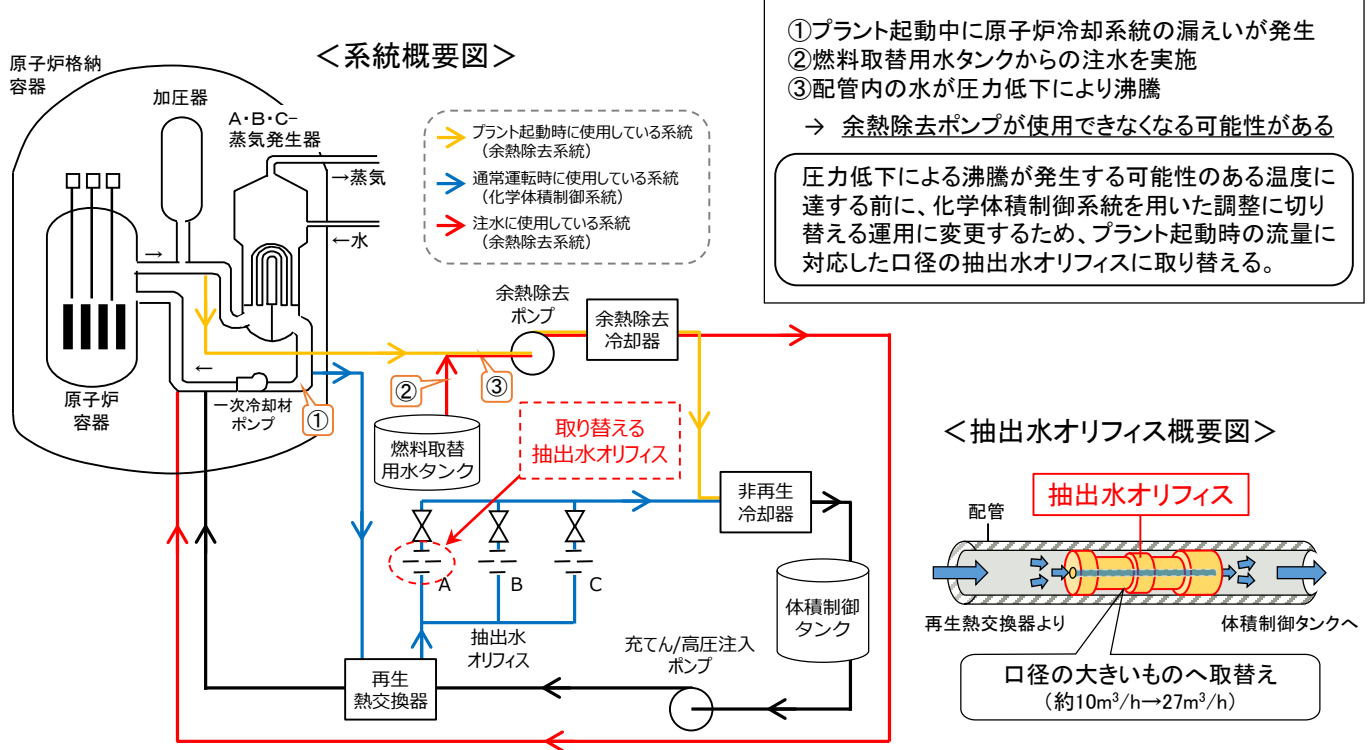 ①プラント起動中に原子炉冷却系統の漏えいが発生
②燃料取替用水タンクからの注水を実施
③配管内の水が圧力低下により沸騰
→ 余熱除去ポンプが使用できなくなる可能性がある
圧力低下による沸騰が発生する可能性のある温度に
達する前に、化学体積制御系統を用いた調整に切り
替える運用に変更するため、プラント起動時の流量に
対応した口径の抽出水オリフィスに取り替える。
＜系統概要図＞
原子炉格納
容器
加圧器
A・B・C-
蒸気発生器
→蒸気
←水
プラント起動時に使用している系統
（余熱除去系統）
通常運転時に使用している系統
（化学体積制御系統）
注水に使用している系統
（余熱除去系統）
→
←
原子炉
容器
一次冷却材
ポンプ
①
②
③
余熱除去
ポンプ
余熱除去
冷却器
燃料取替
用水タンク
取り替える
抽出水オリフィス
A
B
C
抽出水
オリフィス
再生
熱交換器
非再生
冷却器
体積制御
タンク
充てん/高圧注入
ポンプ
＜抽出水オリフィス概要図＞
抽出水オリフィス
配管
再生熱交換器より
体積制御タンクへ
口径の大きいものへ取替え
（約10m³/h→27m³/h）